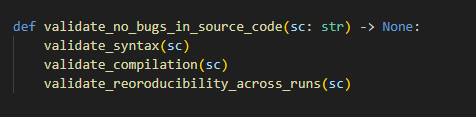 def validate_no_bugs_in_source_code(sc: str) -> None:
    validate_syntax(sc)
    validate_compilation(sc)
    validate_reoroducibility_across_runs(sc)